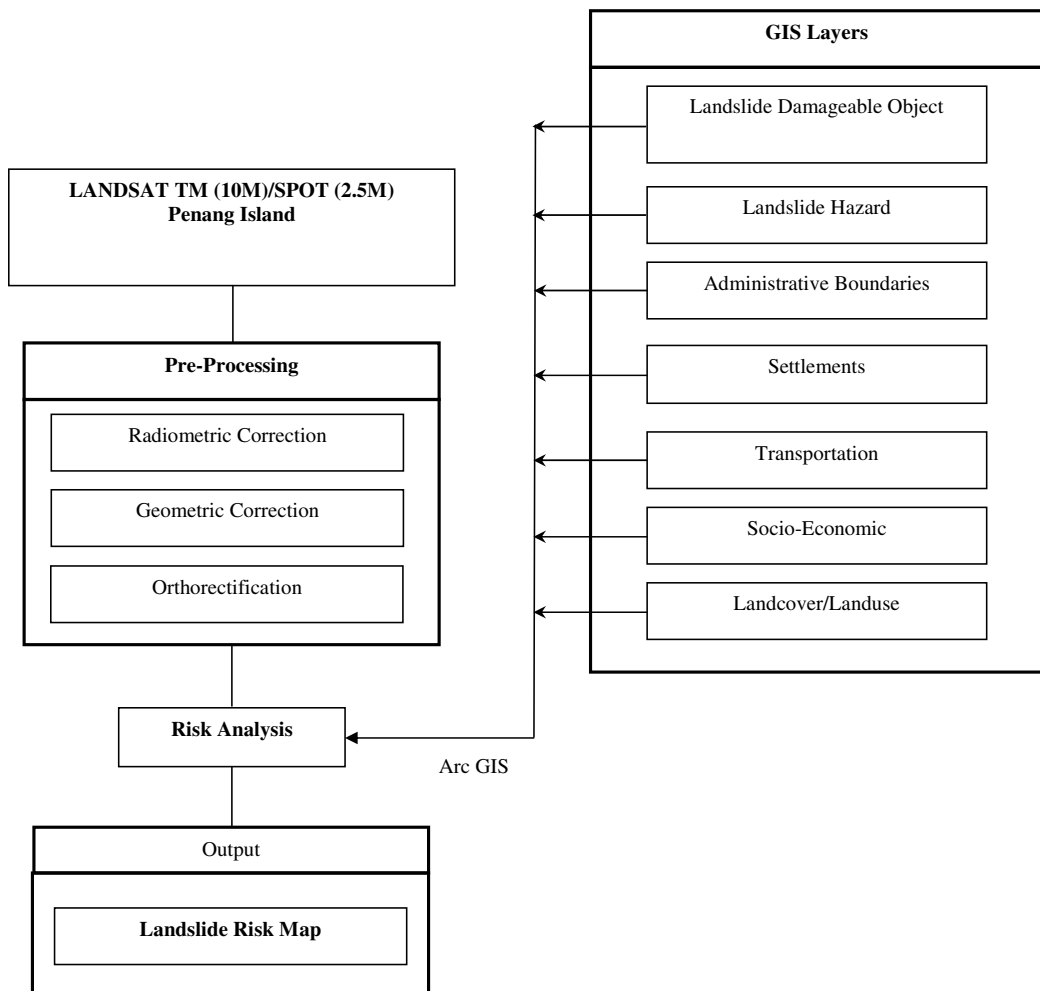 LANDSAT TM (10M)/SPOT (2.5M)
Penang Island
Pre-Processing
Radiometric Correction
Geometric Correction
Orthorectification
Risk Analysis
Arc GIS
Output
Landslide Risk Map
GIS Layers
Landslide Damageable Object
Landslide Hazard
Administrative Boundaries
Settlements
Transportation
Socio-Economic
Landcover/Landuse